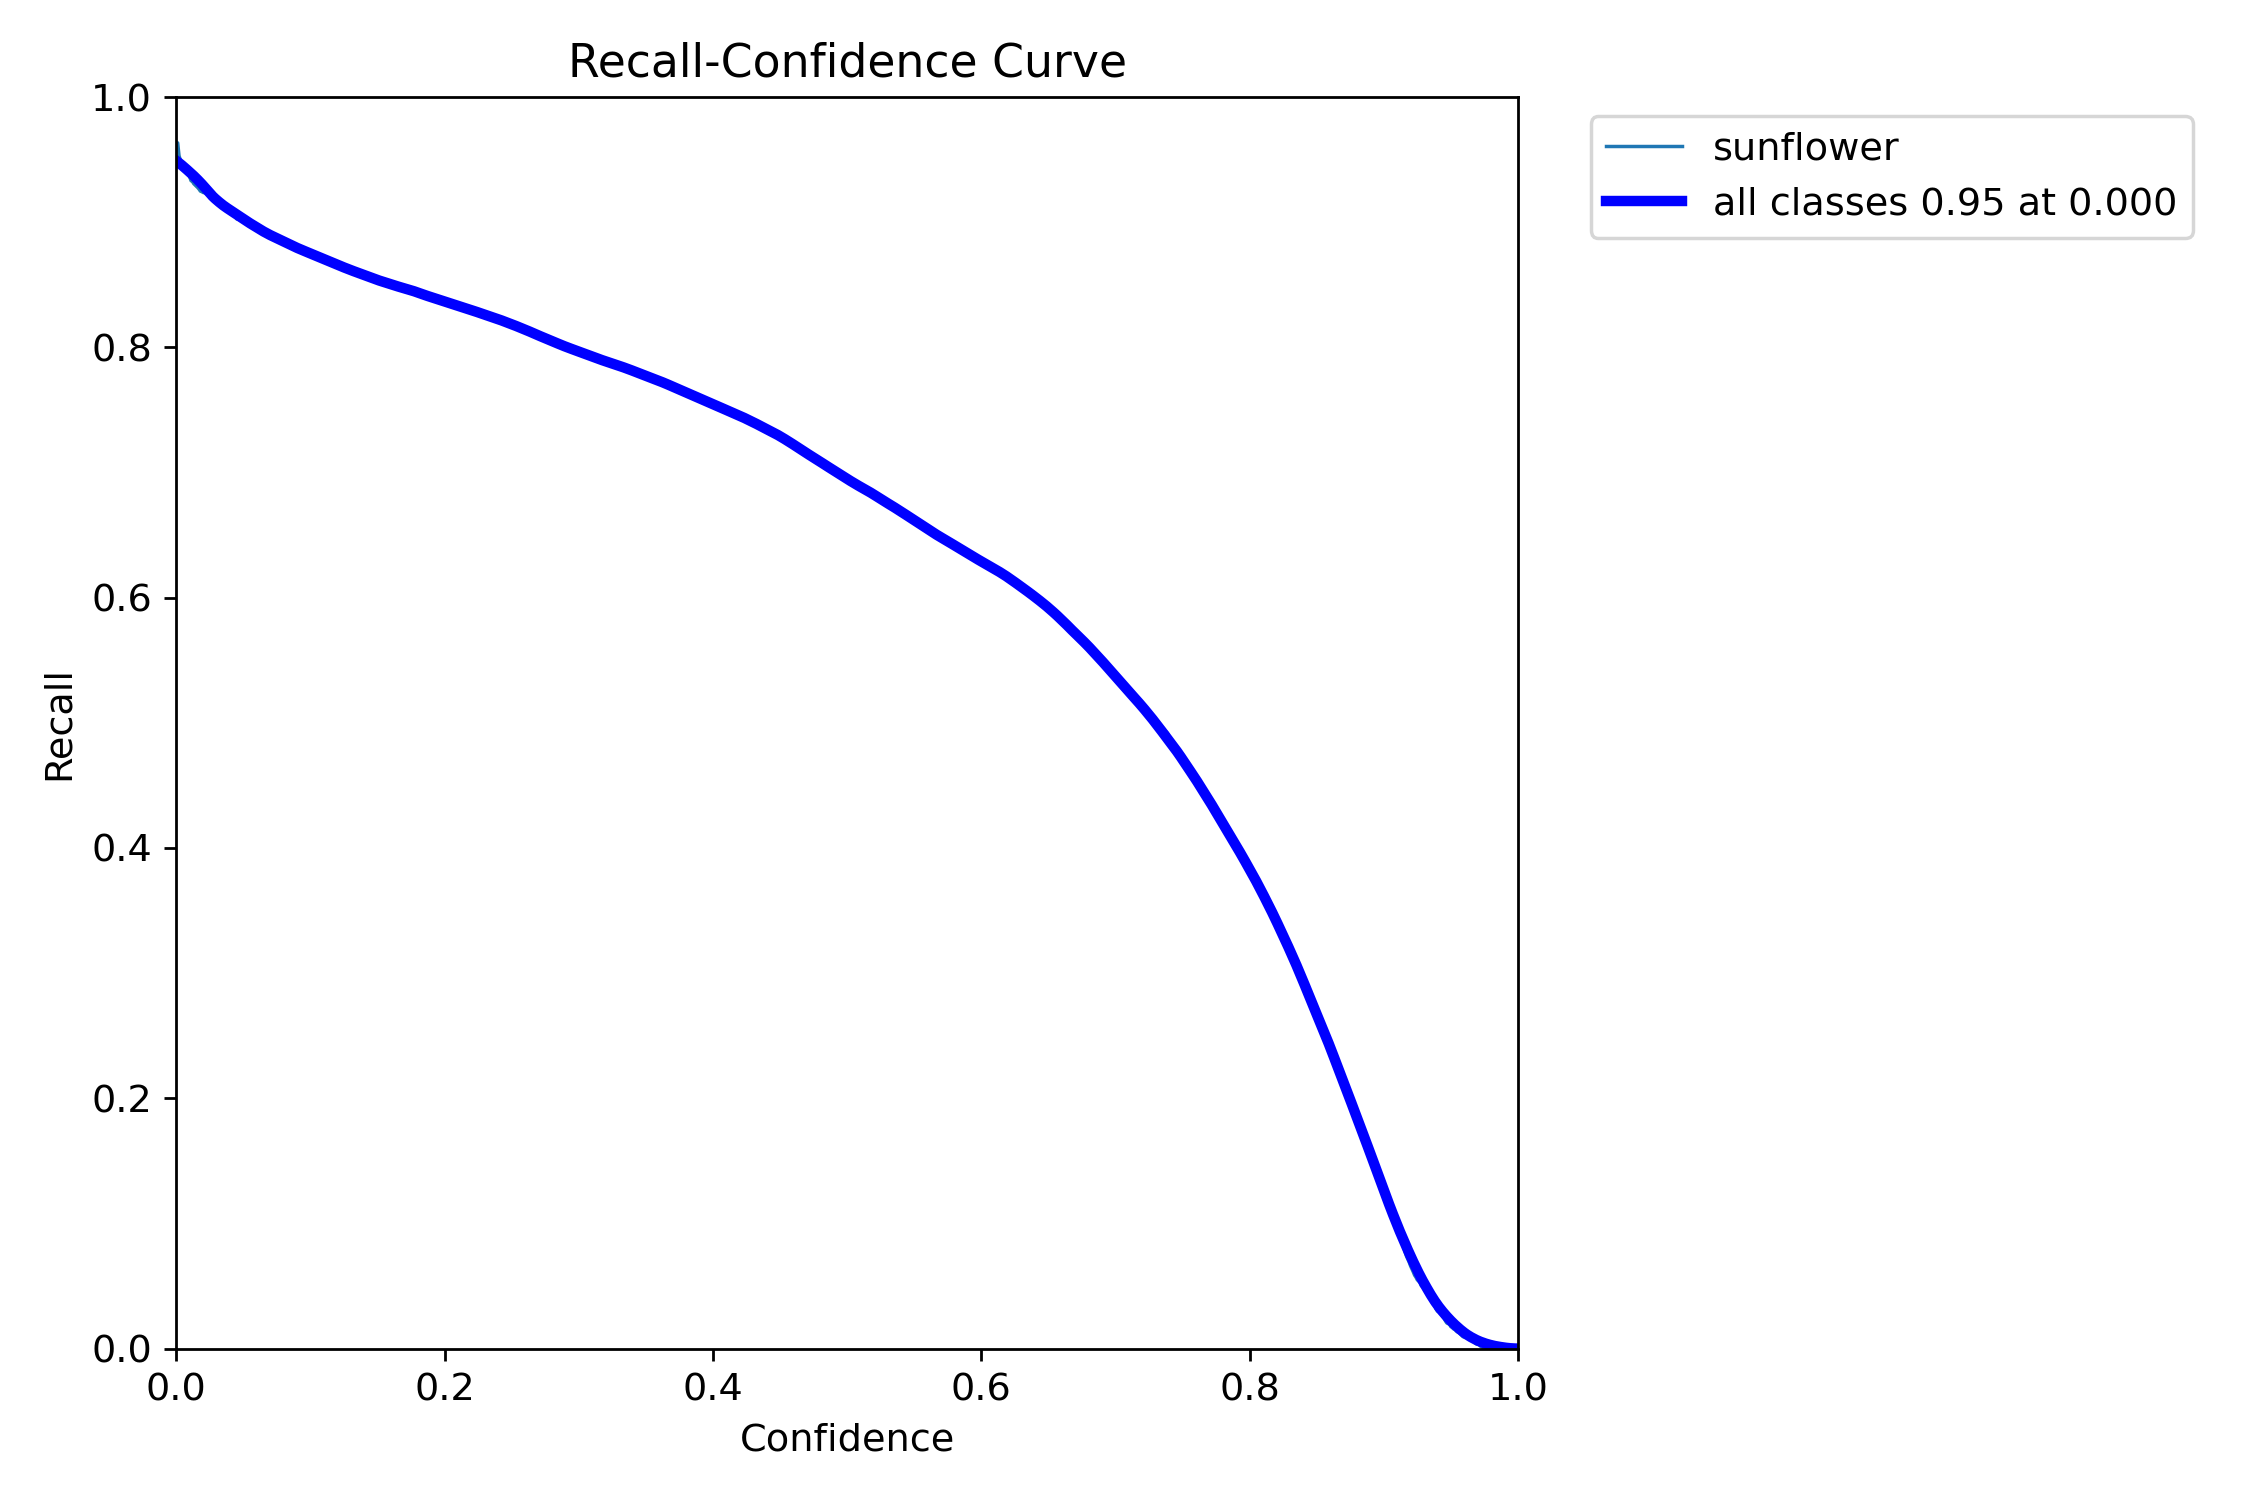 Recall-Confidence Curve
sunflower
all classes 0.95 at 0.000
1.0
0.8
0.6
0.4
0.2
0.0
Recall
0.0 0.2 0.4 0.6 0.8 1.0
Confidence